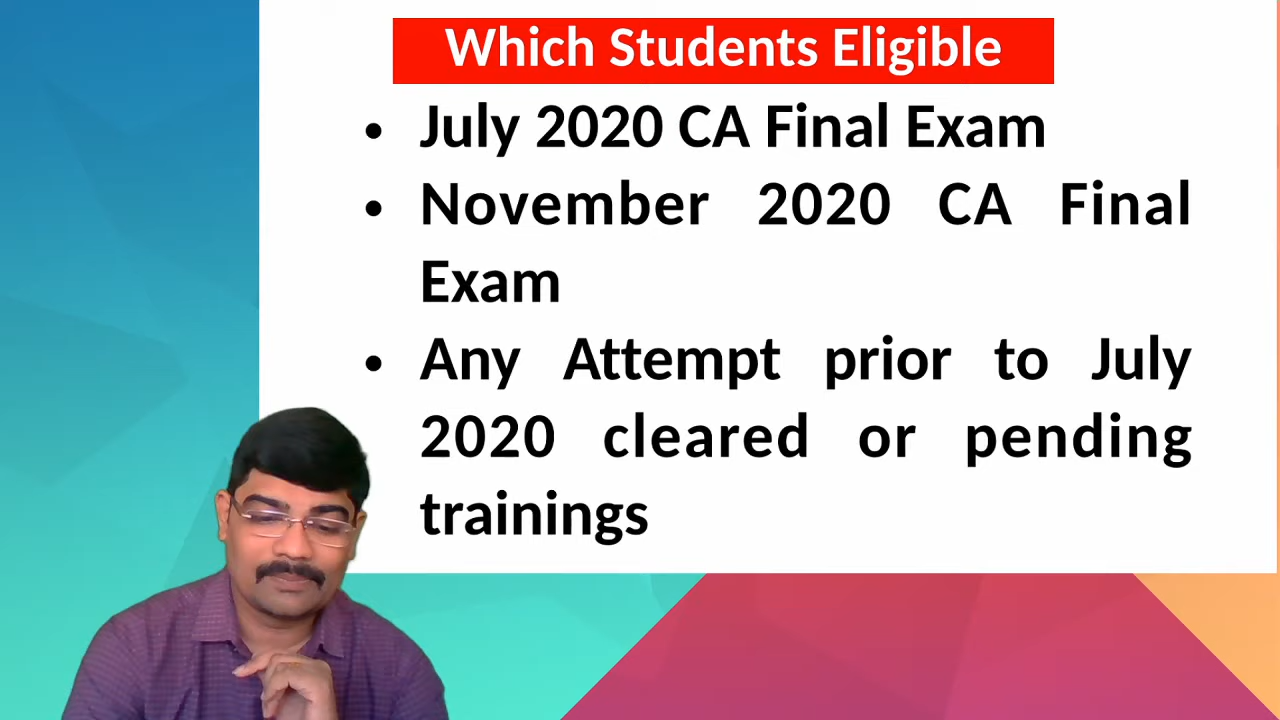 Which Students Eligible
• July 2020 CA Final Exam
• November 2020 CA Final
Exam
• Any Attempt prior to July
2020 cleared or pending
trainings